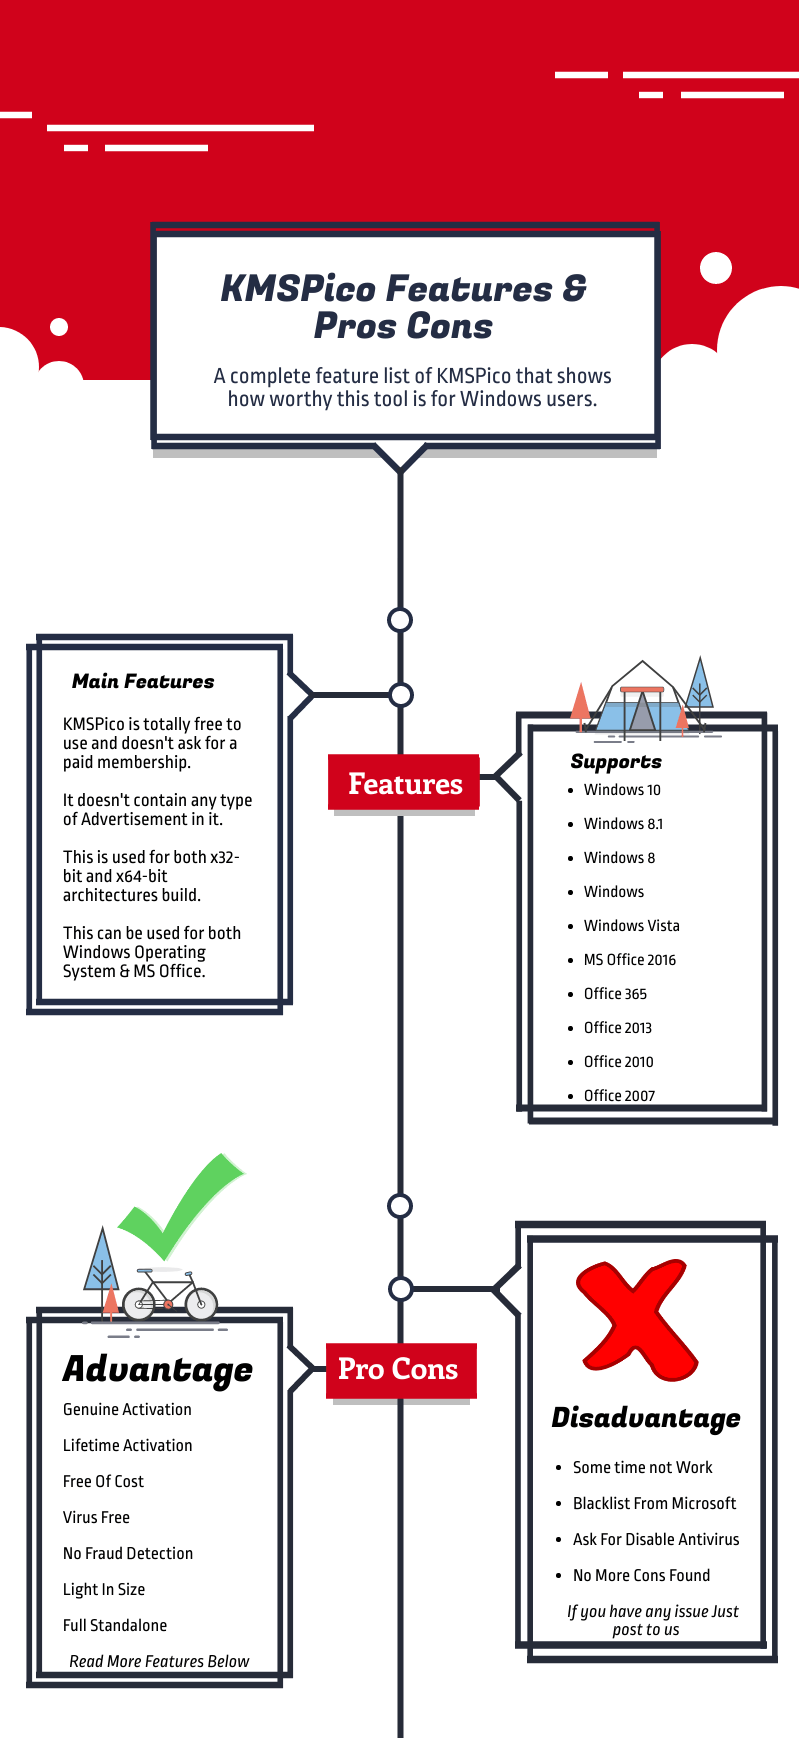 KMSPico Features &
Pros Cons
A complete feature list of KMSPico that shows
how worthy this tool is for Windows users.
Main Features
KMSPico is totally free to
use and doesn't ask for a
paid membership.
It doesn't contain any type
of Advertisement in it.
This is used for both x32-
bit and x64-bit
architectures build.
This can be used for both
Windows Operating
System & MS Office.
Features
Supports
• Windows 10
• Windows 8.1
• Windows 8
• Windows
• Windows Vista
• MS Office 2016
• Office 365
• Office 2013
• Office 2010
• Office 2007
Pro Cons
Advantage
Genuine Activation
Lifetime Activation
Free Of Cost
Virus Free
No Fraud Detection
Light In Size
Full Standalone
Read More Features Below
Disadvantage
• Some time not Work
• Blacklist From Microsoft
• Ask For Disable Antivirus
• No More Cons Found
If you have any issue Just
post to us